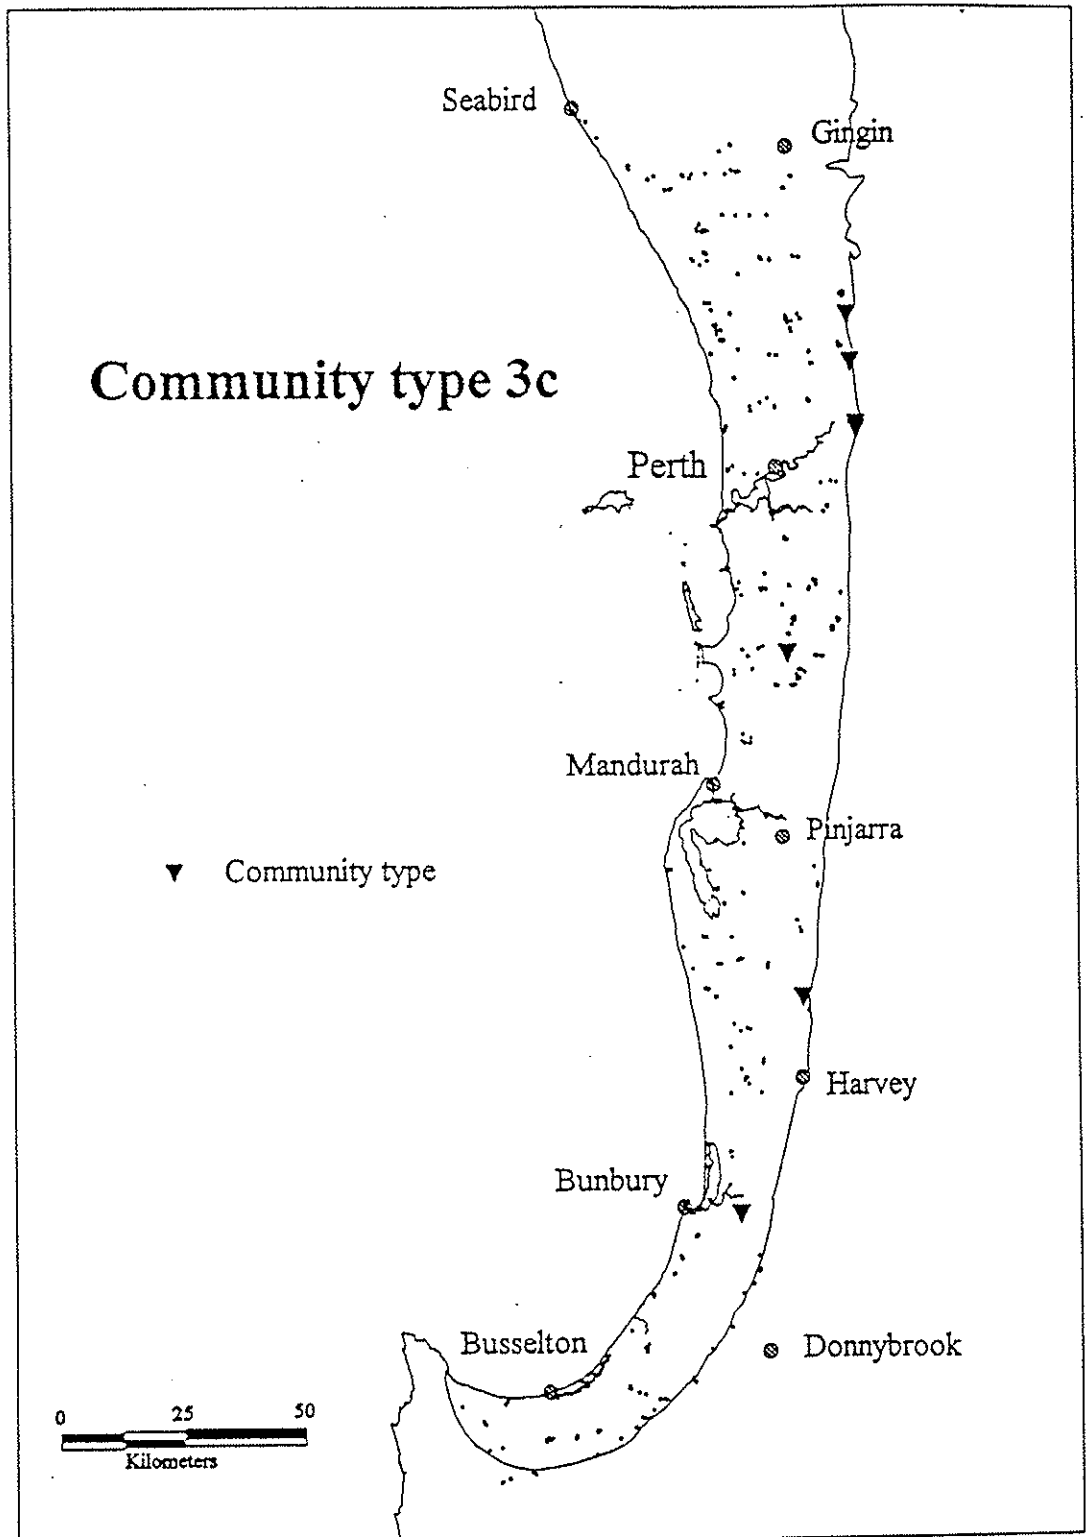 Seabird
Gingin
Community type 3c
Perth
Mandurah
Pinjarra
Community type
Harvey
Bunbury
Busselton
Donnybrook
0 25 50
Kilometers